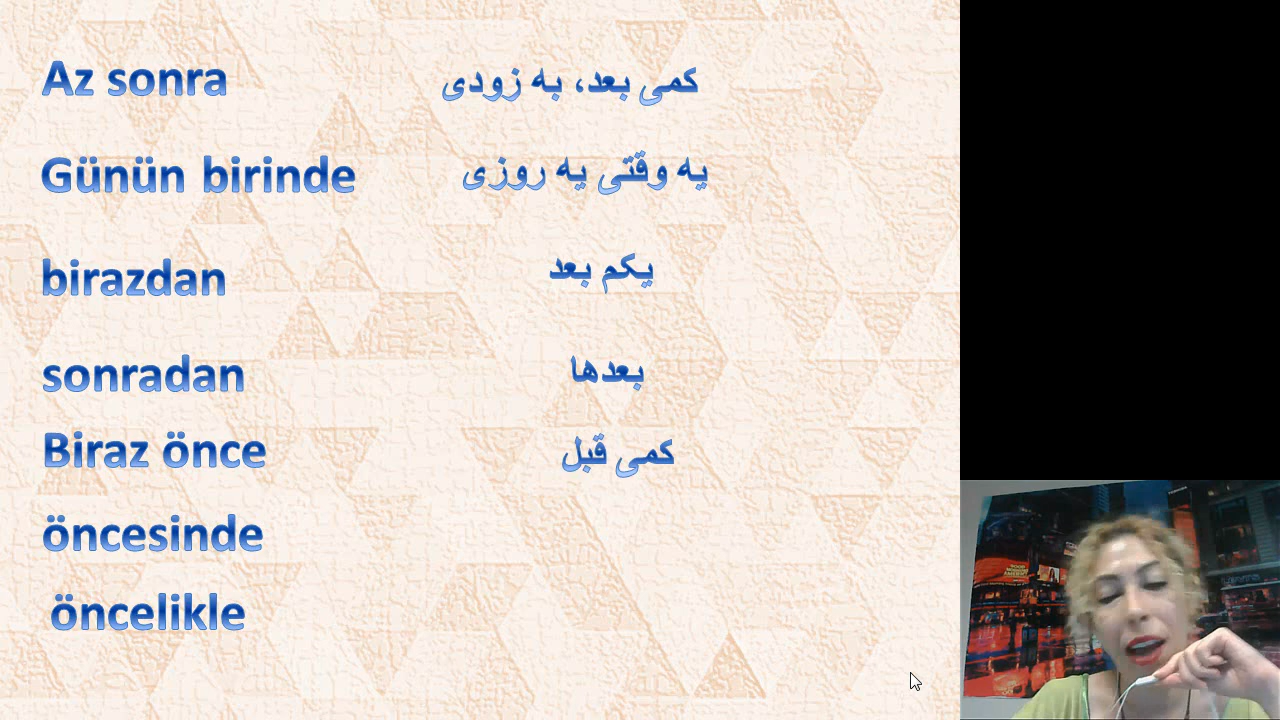 Az sonra کمی بعد، به زودی
Günün birinde یه وقتی یه روزی
birazdan یکم بعد
sonradan بعدها
Biraz önce کمی قبل
öncesinde
öncelikle